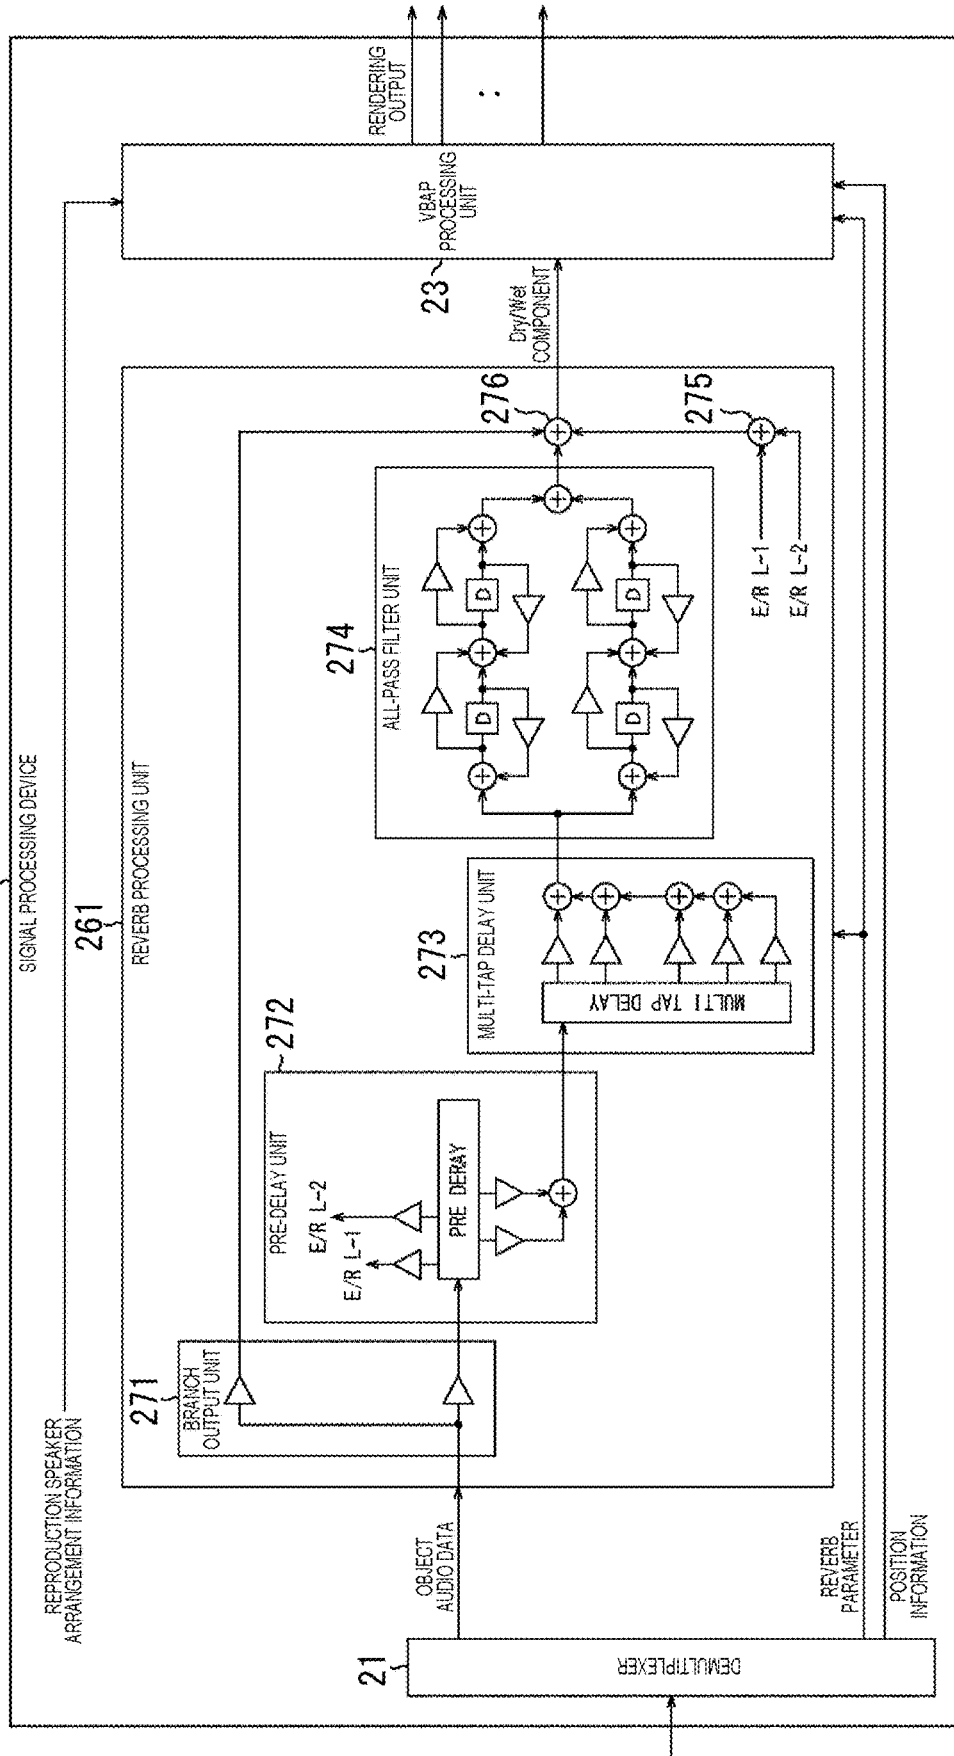 SIGNAL PROCESSING DEVICE
REPRODUCTION SPEAKER
ARRANGEMENT INFORMATION
261
REVERB PROCESSING UNIT
271
BRANCH
OUTPUT UNIT
272
PRE-DELAY UNIT
E/R L-2
E/R L-1
PRE DERAY
273
MULTI-TAP DELAY UNIT
MULTI TAP DELAY
274
ALL-PASS FILTER UNIT
D
D
D
D
276
275
E/R L-1
E/R L-2
Dry/Wet
COMPONENT
23
VBAP
PROCESSING
UNIT
RENDERING
OUTPUT
21
DEMULTIPLEXER
OBJECT
AUDIO DATA
REVERB
PARAMETER
POSITION
INFORMATION